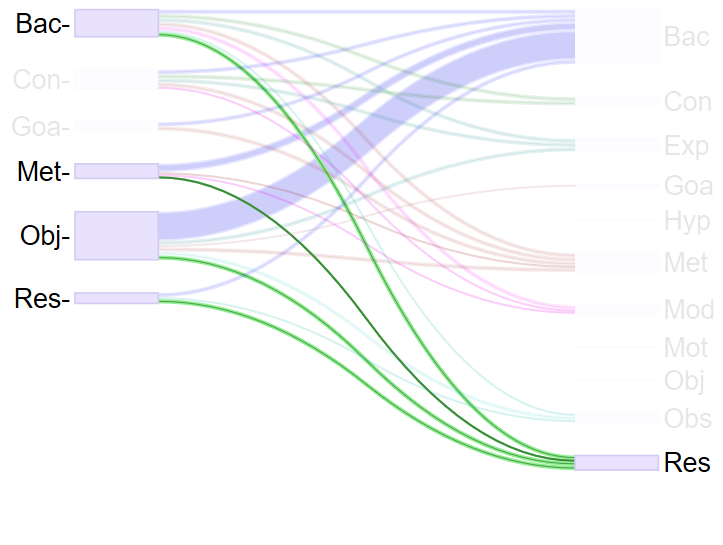 Bac-
Con-
Goa-
Met-
Obj-
Res-
Bac
Con
Exp
Goa
Hyp
Met
Mod
Mot
Obj
Obs
Res